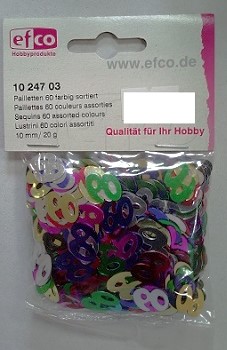 efco
Hobbyprodukte
www.efco.de
10 247 03
Pailletten 60 farbig sortiert
Paillettes 60 couleurs assorties
Sequins 60 assorted colours
Lustrini 60 colori assortiti
10 mm/ 20 g
Qualität für Ihr Hobby